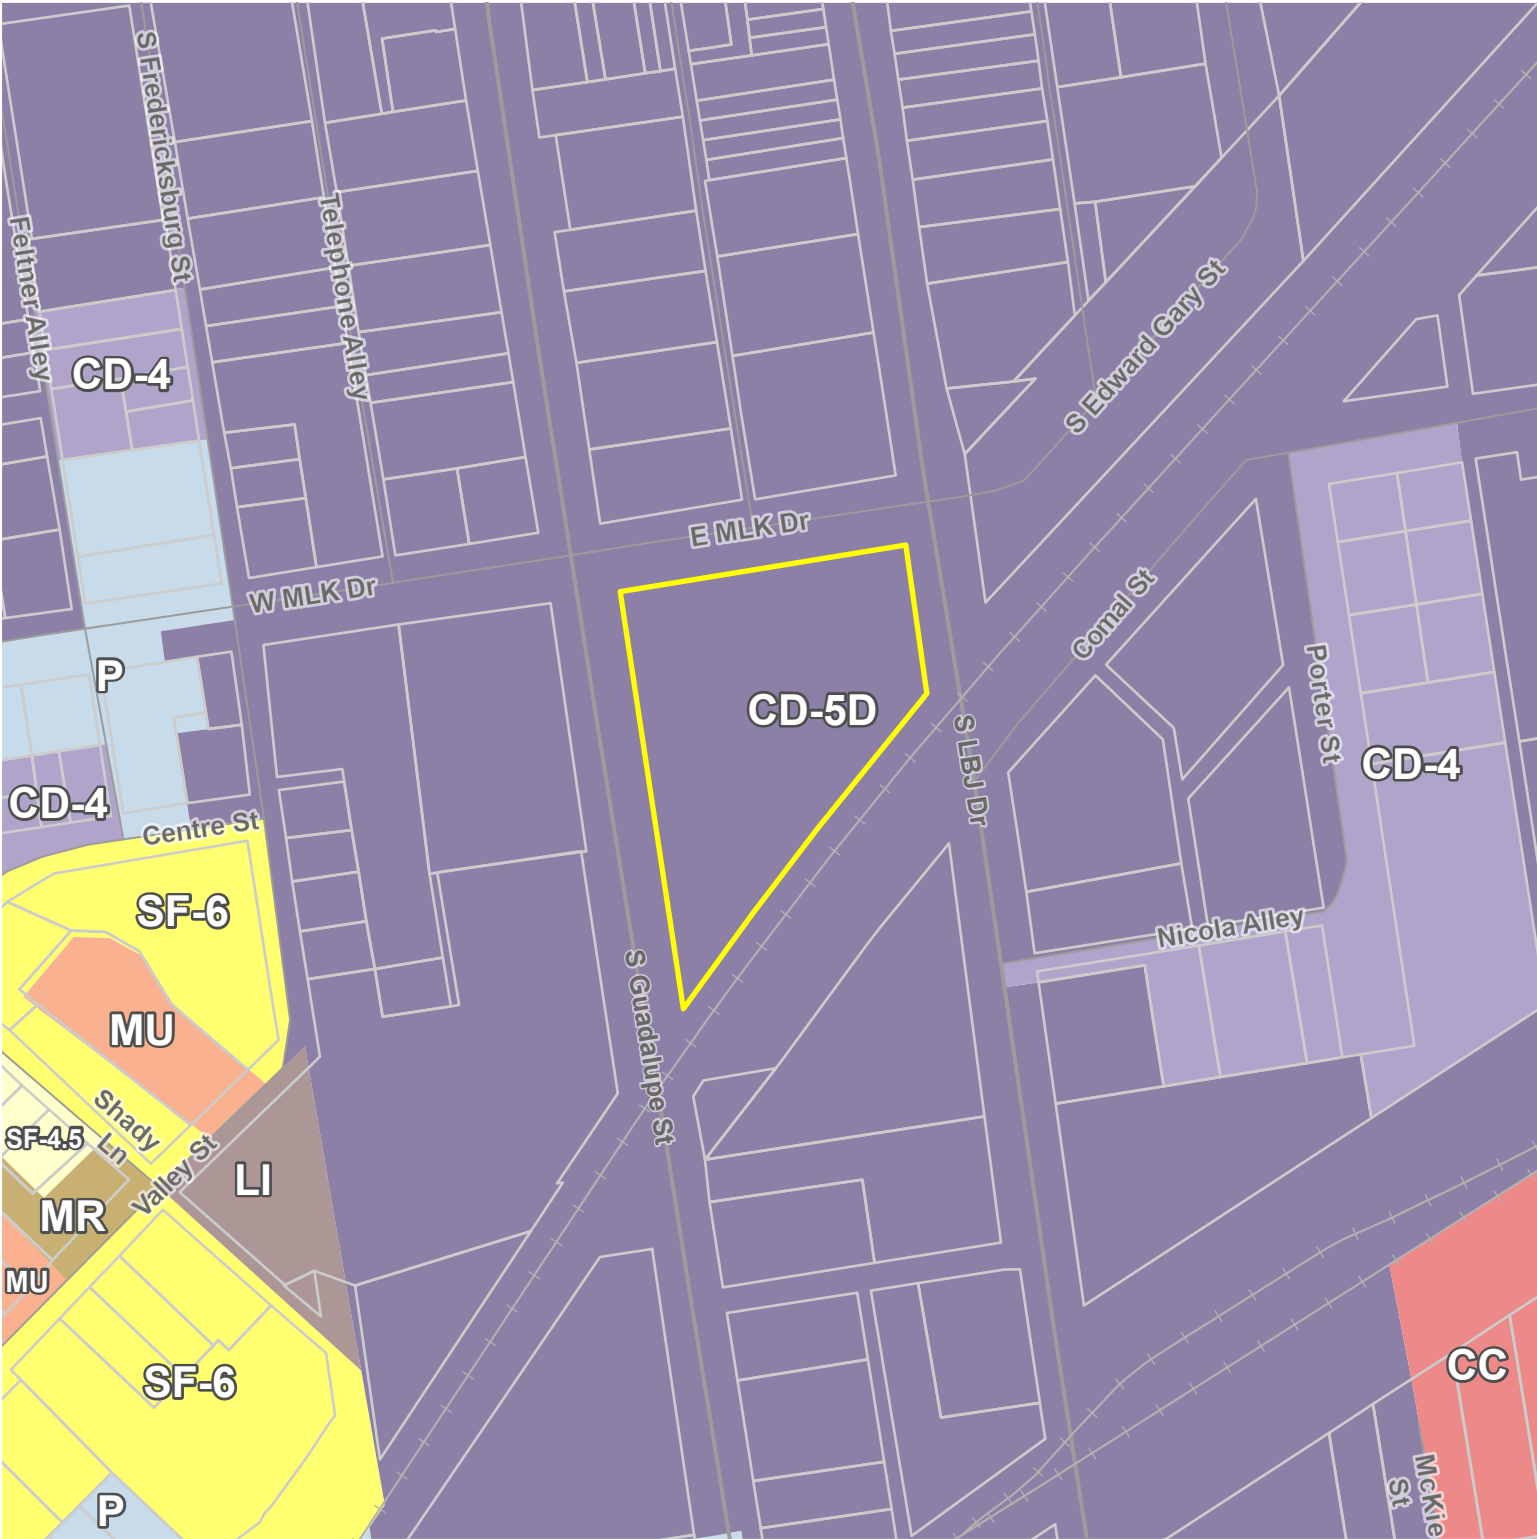 S Fredericksburg St
Feltner Alley
Telephone Alley
S Edward Gary St
CD-4
E MLK Dr
W MLK Dr
Comal St
P
Porter St
CD-5D
S LBJ Dr
CD-4
CD-4
Centre St
SF-6
Nicola Alley
MU
S Guadalupe St
Shady
Ln
SF-4.5
Valley St
LI
MR
MU
SF-6
CC
McKie
St
P